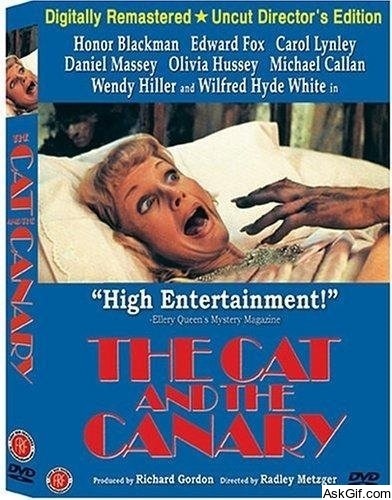 Digitally Remastered ★ Uncut Director's Edition
Honor Blackman Edward Fox Carol Lynley
Daniel Massey Olivia Hussey Michael Callan
Wendy Hiller and Wilfred Hyde White in
THE CAT AND THE CANARY
"High Entertainment!"
-Ellery Queen's Mystery Magazine
THE CAT
AND THE
CANARY
Produced by Richard Gordon Directed by Radley Metzger
FRF
FRF
DVD
DVD
AskGif.com